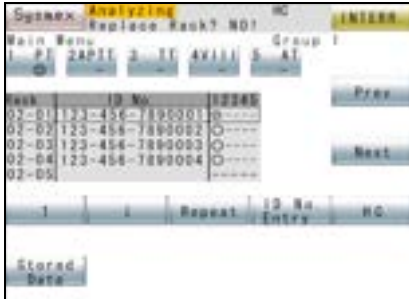 Sysmex Analyzing HC INTERR
Replace Rack? NO!
Main Menu Group 1
1 PT 2APTT 3 TT 4VIII 5 AT
Rack ID No 12345
02-01 123-456-7890001 O----
02-02 123-456-7890002 O----
02-03 123-456-7890003 O----
02-04 123-456-7890004 O----
02-05 -----
Prev
Next
↑ ↓ Repeat ID No Entry HC
Stored Data